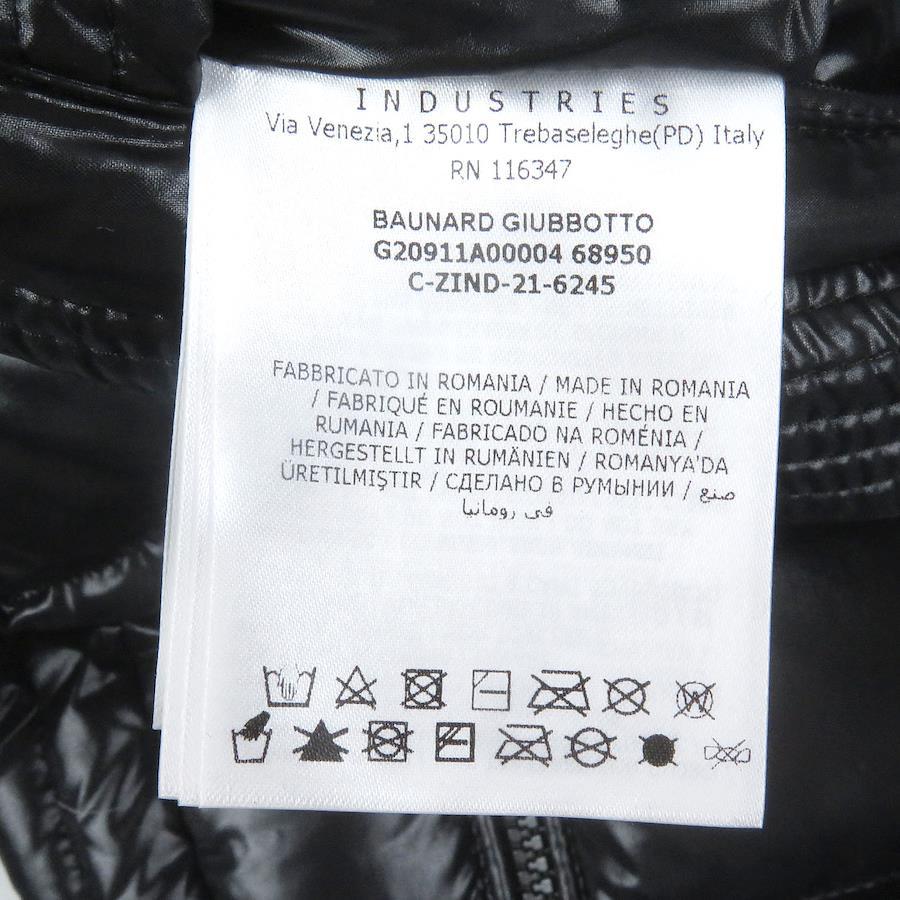 INDUSTRIES
Via Venezia,1 35010 Trebaseleghe(PD) Italy
RN 116347
BAUNARD GIUBBOTTO
G20911A00004 68950
C-ZIND-21-6245
FABBRICATO IN ROMANIA / MADE IN ROMANIA
/ FABRIQUÉ EN ROUMANIE / HECHO EN
RUMANIA / FABRICADO NA ROMÉNIA /
HERGESTELLT IN RUMÄNIEN / ROMANYA'DA
ÜRETILMIŞTIR / СДЕЛАНО В РУМЫНИИ / صنع
في رومانيا